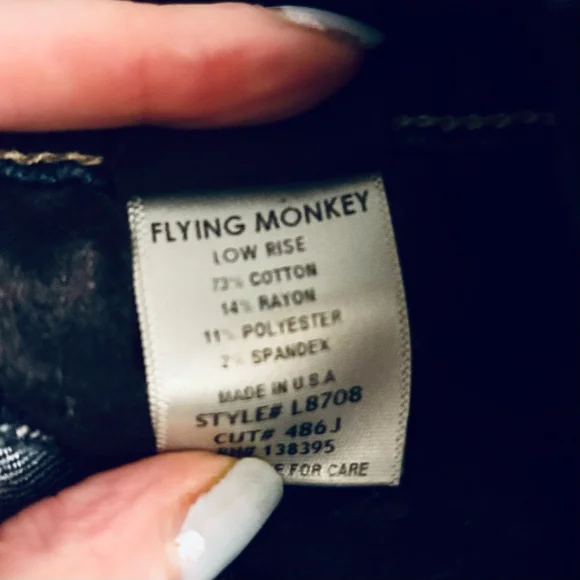 FLYING MONKEY
LOW RISE
73% COTTON
14% RAYON
11% POLYESTER
2% SPANDEX
MADE IN U.S.A
STYLE# L8708
CUT# 486J
RN# 138395
FOR CARE